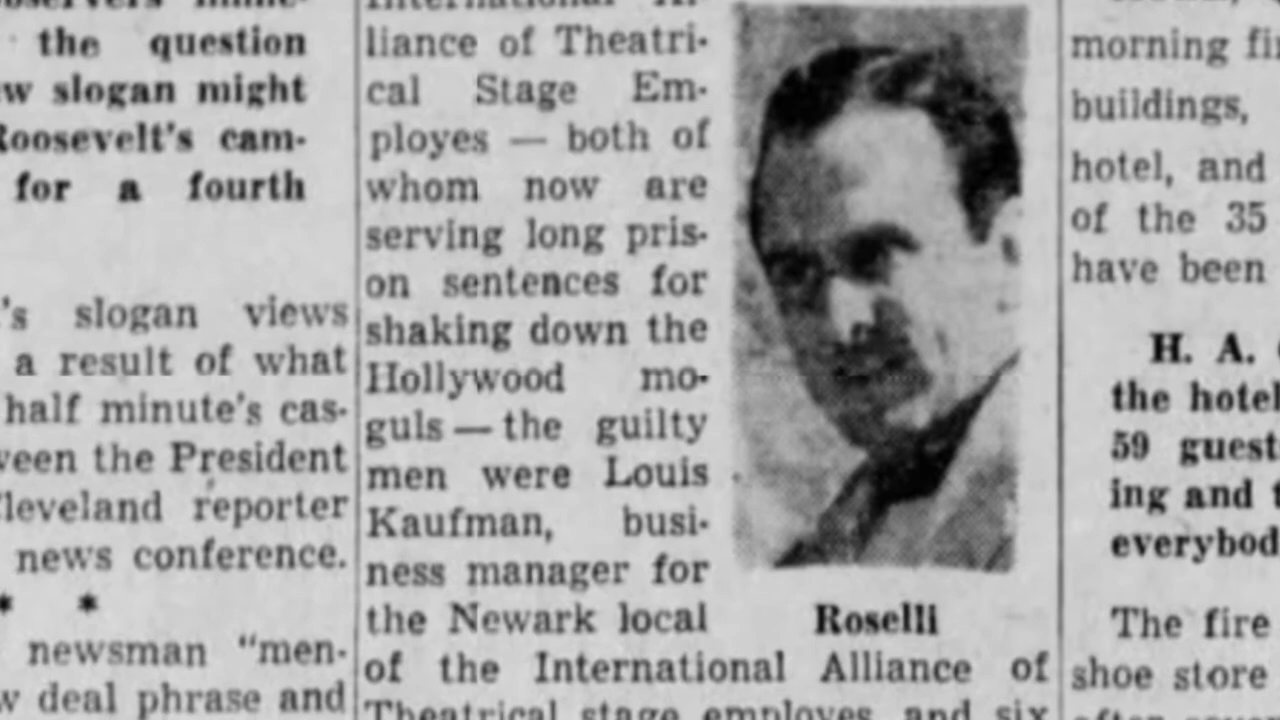 the question
slogan might
Roosevelt's cam-
for a fourth
's slogan views
a result of what
half minute's cas-
the President
Cleveland reporter
news conference.
* *
newsman "men-
deal phrase and
International Al-
liance of Theatri-
cal Stage Em-
ployes — both of
whom now are
serving long pris-
on sentences for
shaking down the
Hollywood mo-
guls — the guilty
men were Louis
Kaufman, busi-
ness manager for
the Newark local
of the International Alliance of
Theatrical stage employes and six
Roselli
morning
buildings,
hotel, and
of the 35
have been
H. A.
the hotel
59 guest
ing and
everybod
The fire
shoe store